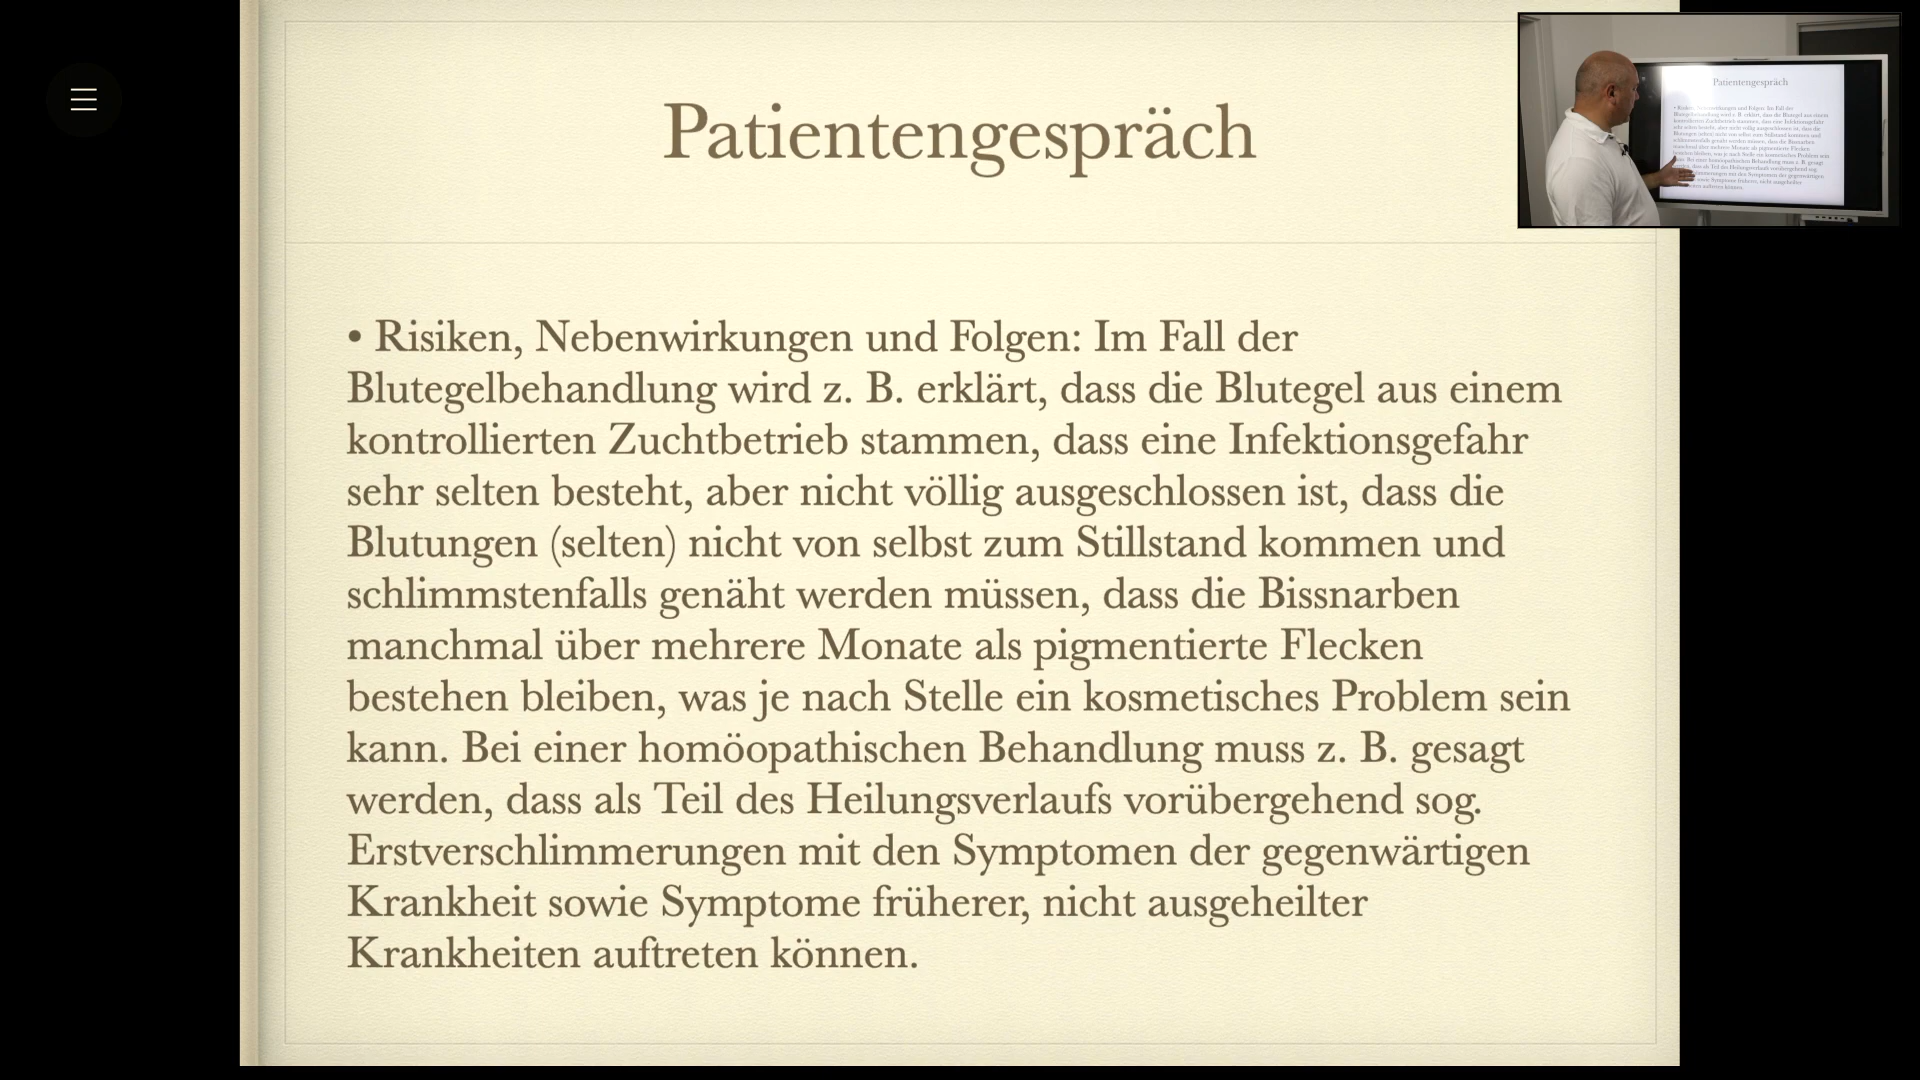 Patientengespräch
• Risiken, Nebenwirkungen und Folgen: Im Fall der
Blutegelbehandlung wird z. B. erklärt, dass die Blutegel aus einem
kontrollierten Zuchtbetrieb stammen, dass eine Infektionsgefahr
sehr selten besteht, aber nicht völlig ausgeschlossen ist, dass die
Blutungen (selten) nicht von selbst zum Stillstand kommen und
schlimmstenfalls genäht werden müssen, dass die Bissnarben
manchmal über mehrere Monate als pigmentierte Flecken
bestehen bleiben, was je nach Stelle ein kosmetisches Problem sein
kann. Bei einer homöopathischen Behandlung muss z. B. gesagt
werden, dass als Teil des Heilungsverlaufs vorübergehend sog.
Erstverschlimmerungen mit den Symptomen der gegenwärtigen
Krankheit sowie Symptome früherer, nicht ausgeheilter
Krankheiten auftreten können.
Patientengespräch